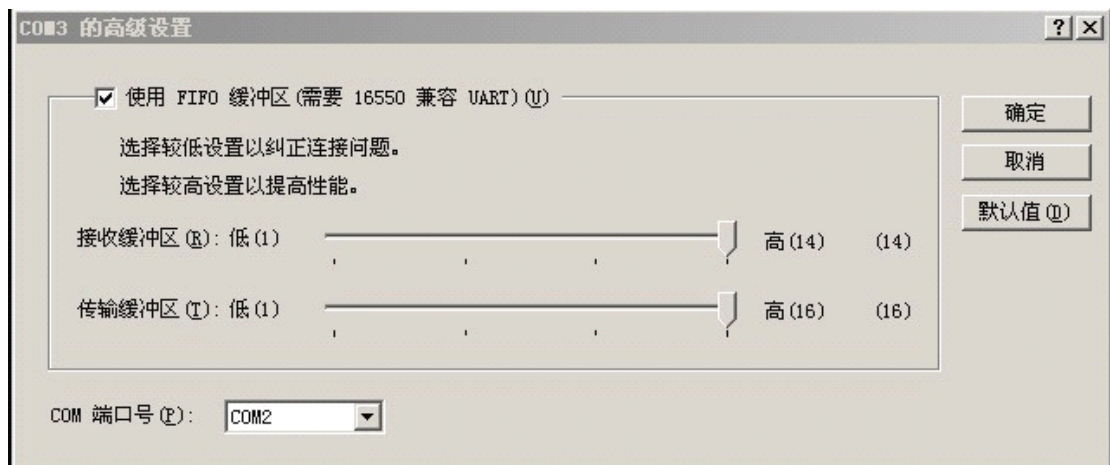 COM3 的高级设置
使用 FIFO 缓冲区(需要 16550 兼容 UART)(U)
选择较低设置以纠正连接问题。
选择较高设置以提高性能。
接收缓冲区(R): 低(1) 高(14) (14)
传输缓冲区(T): 低(1) 高(16) (16)
COM 端口号(P): COM2
确定
取消
默认值(D)